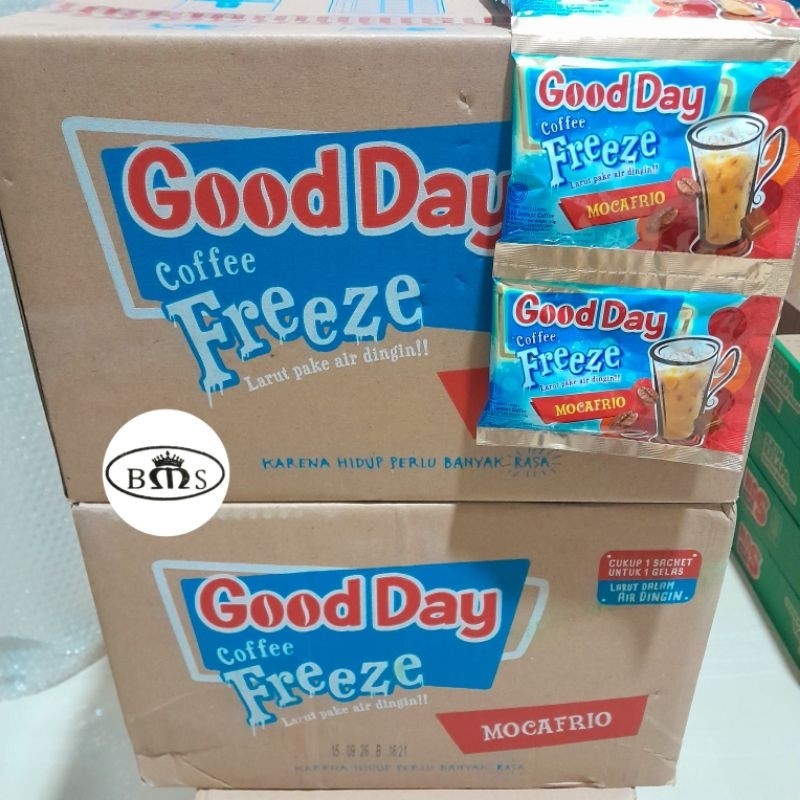 Good Day
Coffee
Freeze
Larut pake air dingin!!
KARENA HIDUP PERLU BANYAK RASA
Good Day
Coffee
Freeze
Larut pake air dingin!!
MOCAFRIO
Good Day
Coffee
Freeze
Larut pake air dingin!!
MOCAFRIO
BMS
Good Day
Coffee
Freeze
Larut pake air dingin!!
MOCAFRIO
CUKUP 1 SACHET
UNTUK 1 GELAS
LARUT DALAM
AIR DINGIN
15 09 26 B 1621
KARENA HIDUP PERLU BANYAK RASA